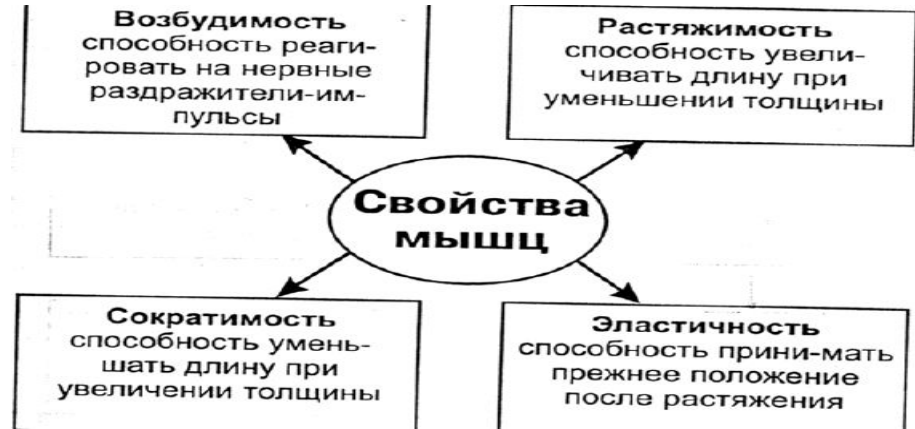 Возбудимость
способность реаги-
ровать на нервные
раздражители-им-
пульсы
Растяжимость
способность увели-
чивать длину при
уменьшении толщины
Свойства
мышц
Сократимость
способность умень-
шать длину при
увеличении толщины
Эластичность
способность прини-мать
прежнее положение
после растяжения